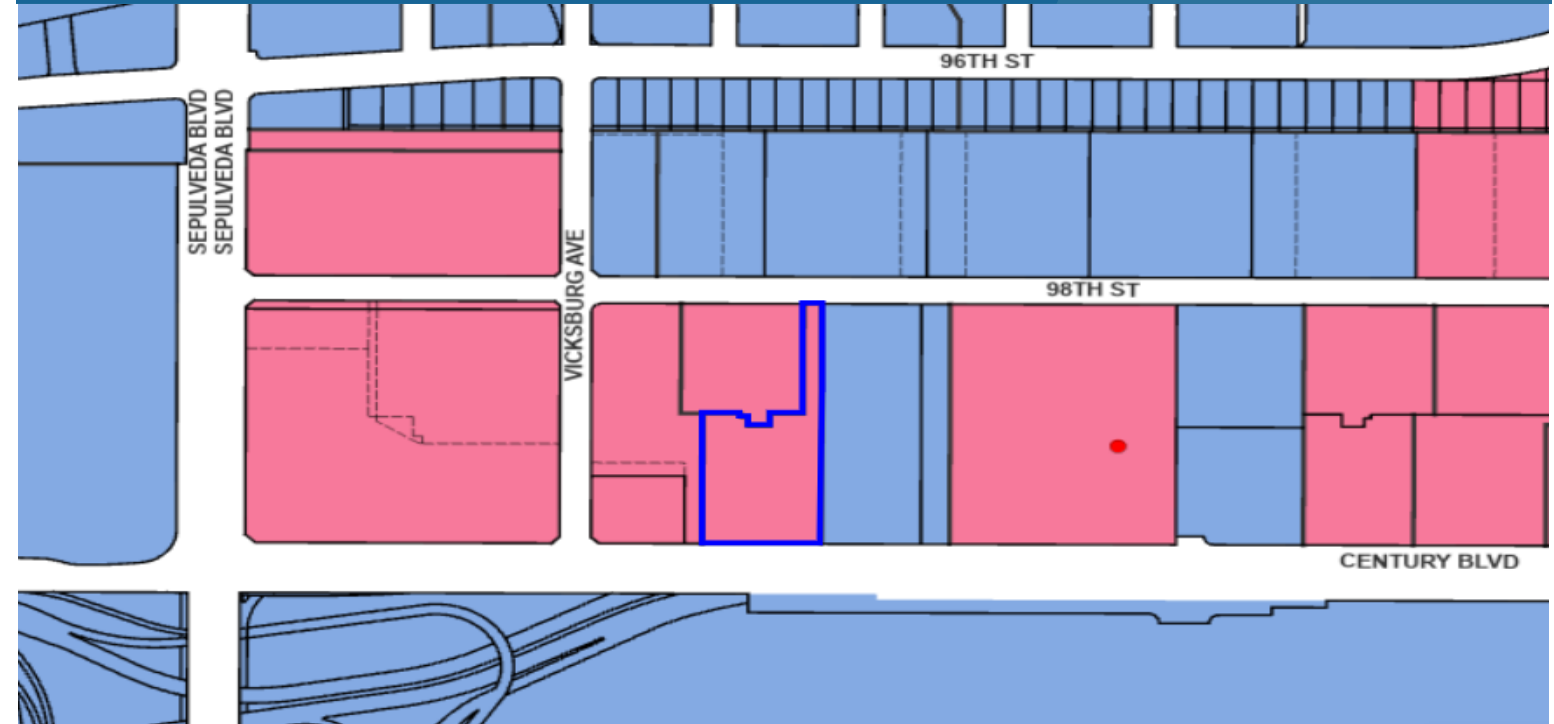 96TH ST
SEPULVEDA BLVD
SEPULVEDA BLVD
VICKSBURG AVE
98TH ST
CENTURY BLVD